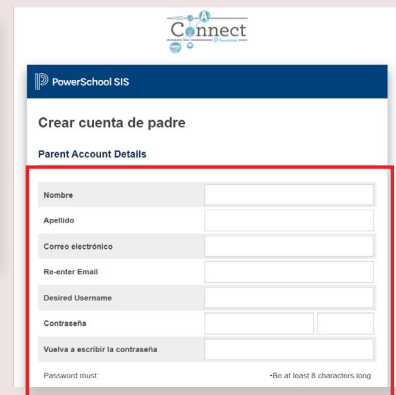 Connect
PowerSchool SIS
Crear cuenta de padre
Parent Account Details
Nombre
Apellido
Correo electrónico
Re-enter Email
Desired Username
Contraseña
Vuelva a escribir la contraseña
Password must: •Be at least 8 characters long